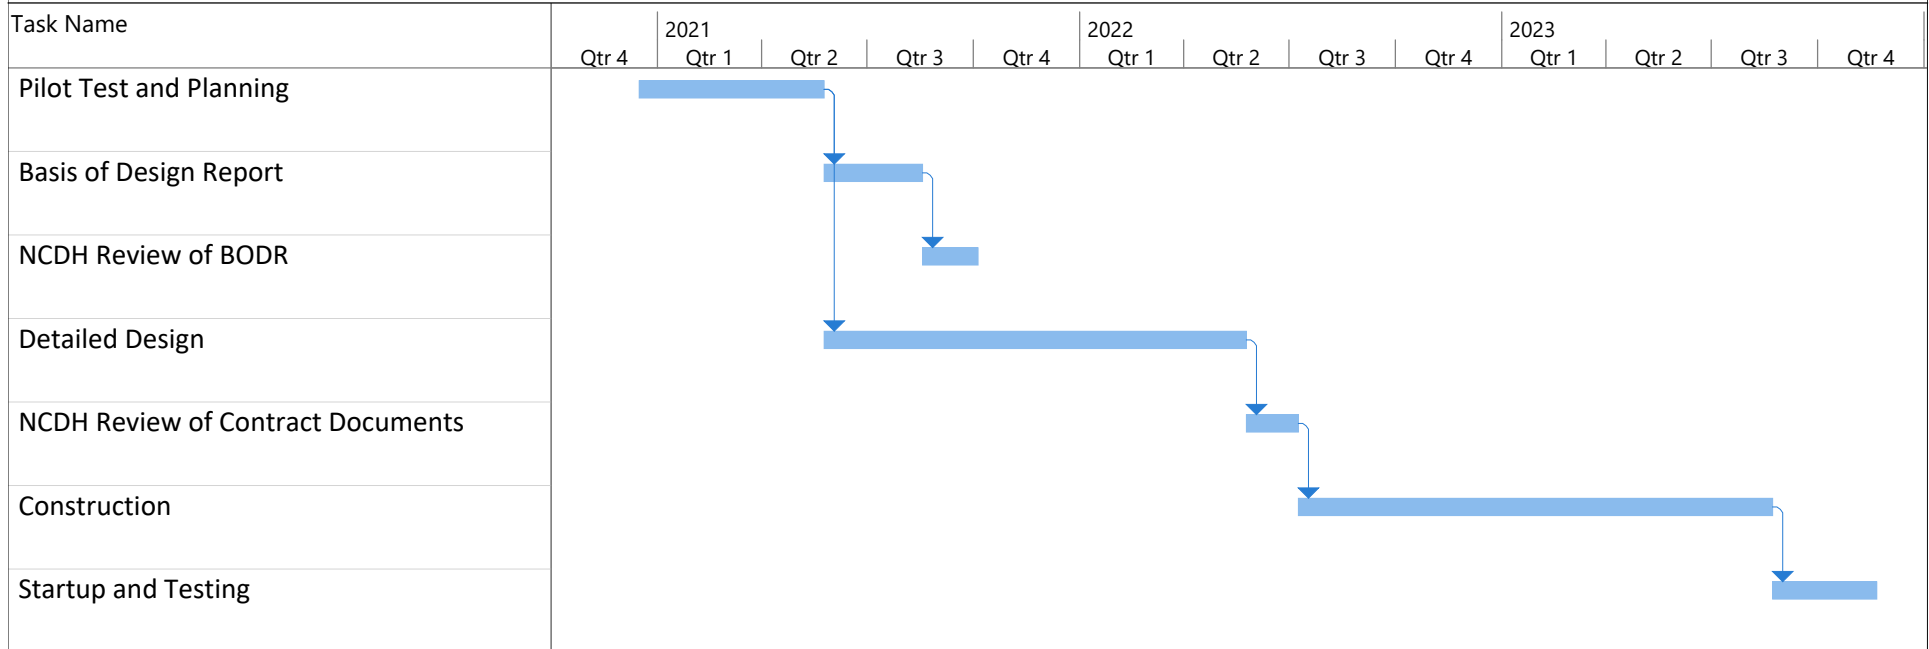 Task Name
2021 2022 2023
Qtr 4 Qtr 1 Qtr 2 Qtr 3 Qtr 4 Qtr 1 Qtr 2 Qtr 3 Qtr 4 Qtr 1 Qtr 2 Qtr 3 Qtr 4
Pilot Test and Planning
Basis of Design Report
NCDH Review of BODR
Detailed Design
NCDH Review of Contract Documents
Construction
Startup and Testing